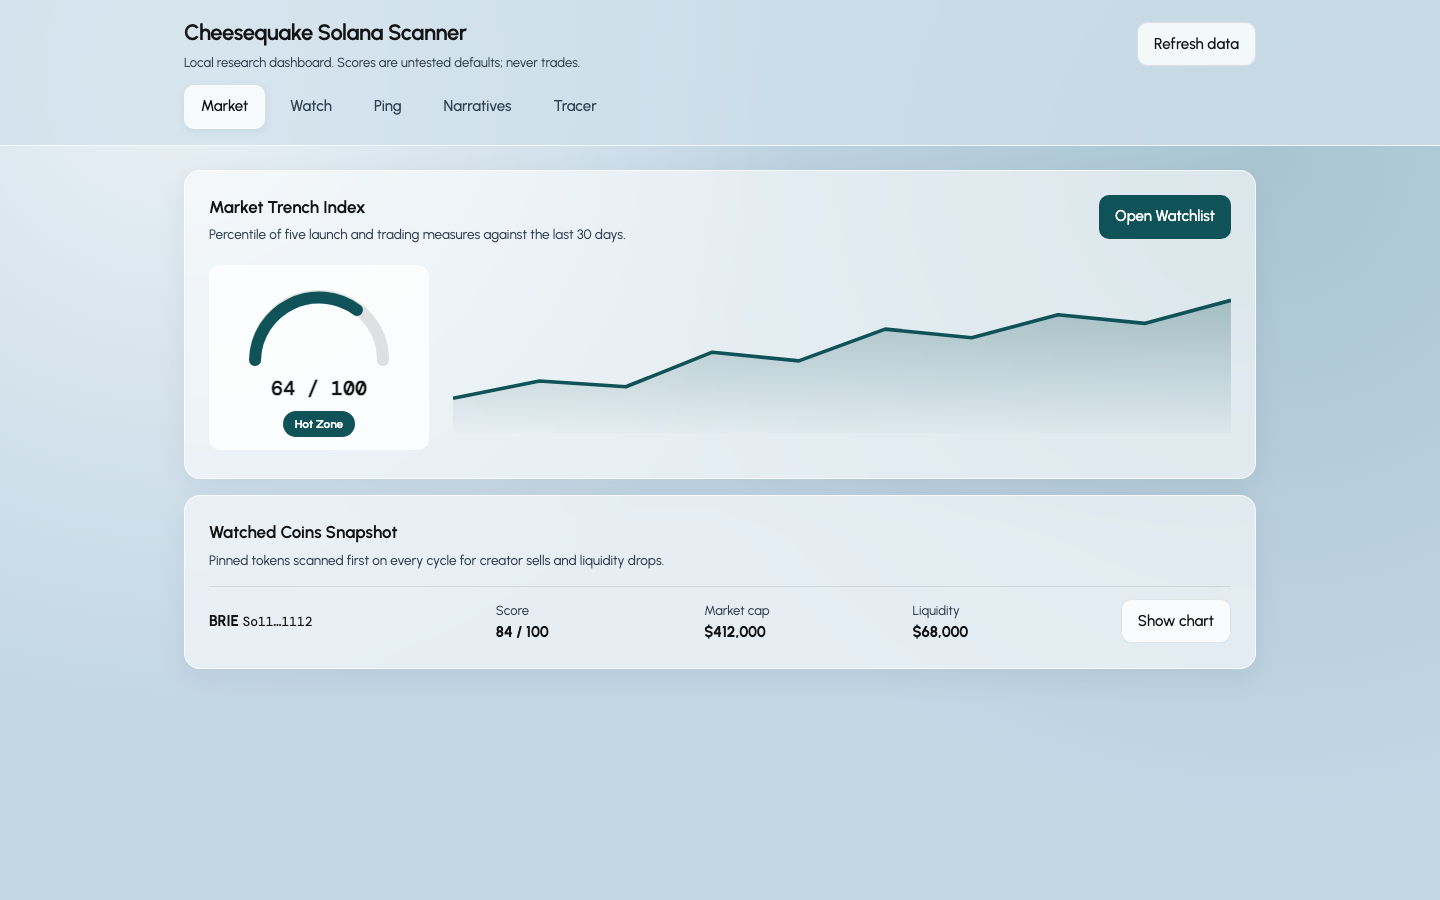 Cheesequake Solana Scanner
Local research dashboard. Scores are untested defaults; never trades.
Refresh data
Market
Watch
Ping
Narratives
Tracer
Market Trench Index
Percentile of five launch and trading measures against the last 30 days.
Open Watchlist
64 / 100
Hot Zone
Watched Coins Snapshot
Pinned tokens scanned first on every cycle for creator sells and liquidity drops.
BRIE So11…1112
Score
84 / 100
Market cap
$412,000
Liquidity
$68,000
Show chart